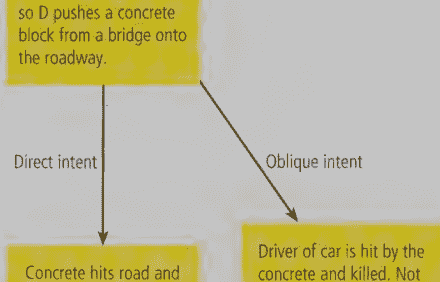 so D pushes a concrete
block from a bridge onto
the roadway.
Direct intent
Oblique intent
Driver of car is hit by the
concrete and killed. Not
Concrete hits road and